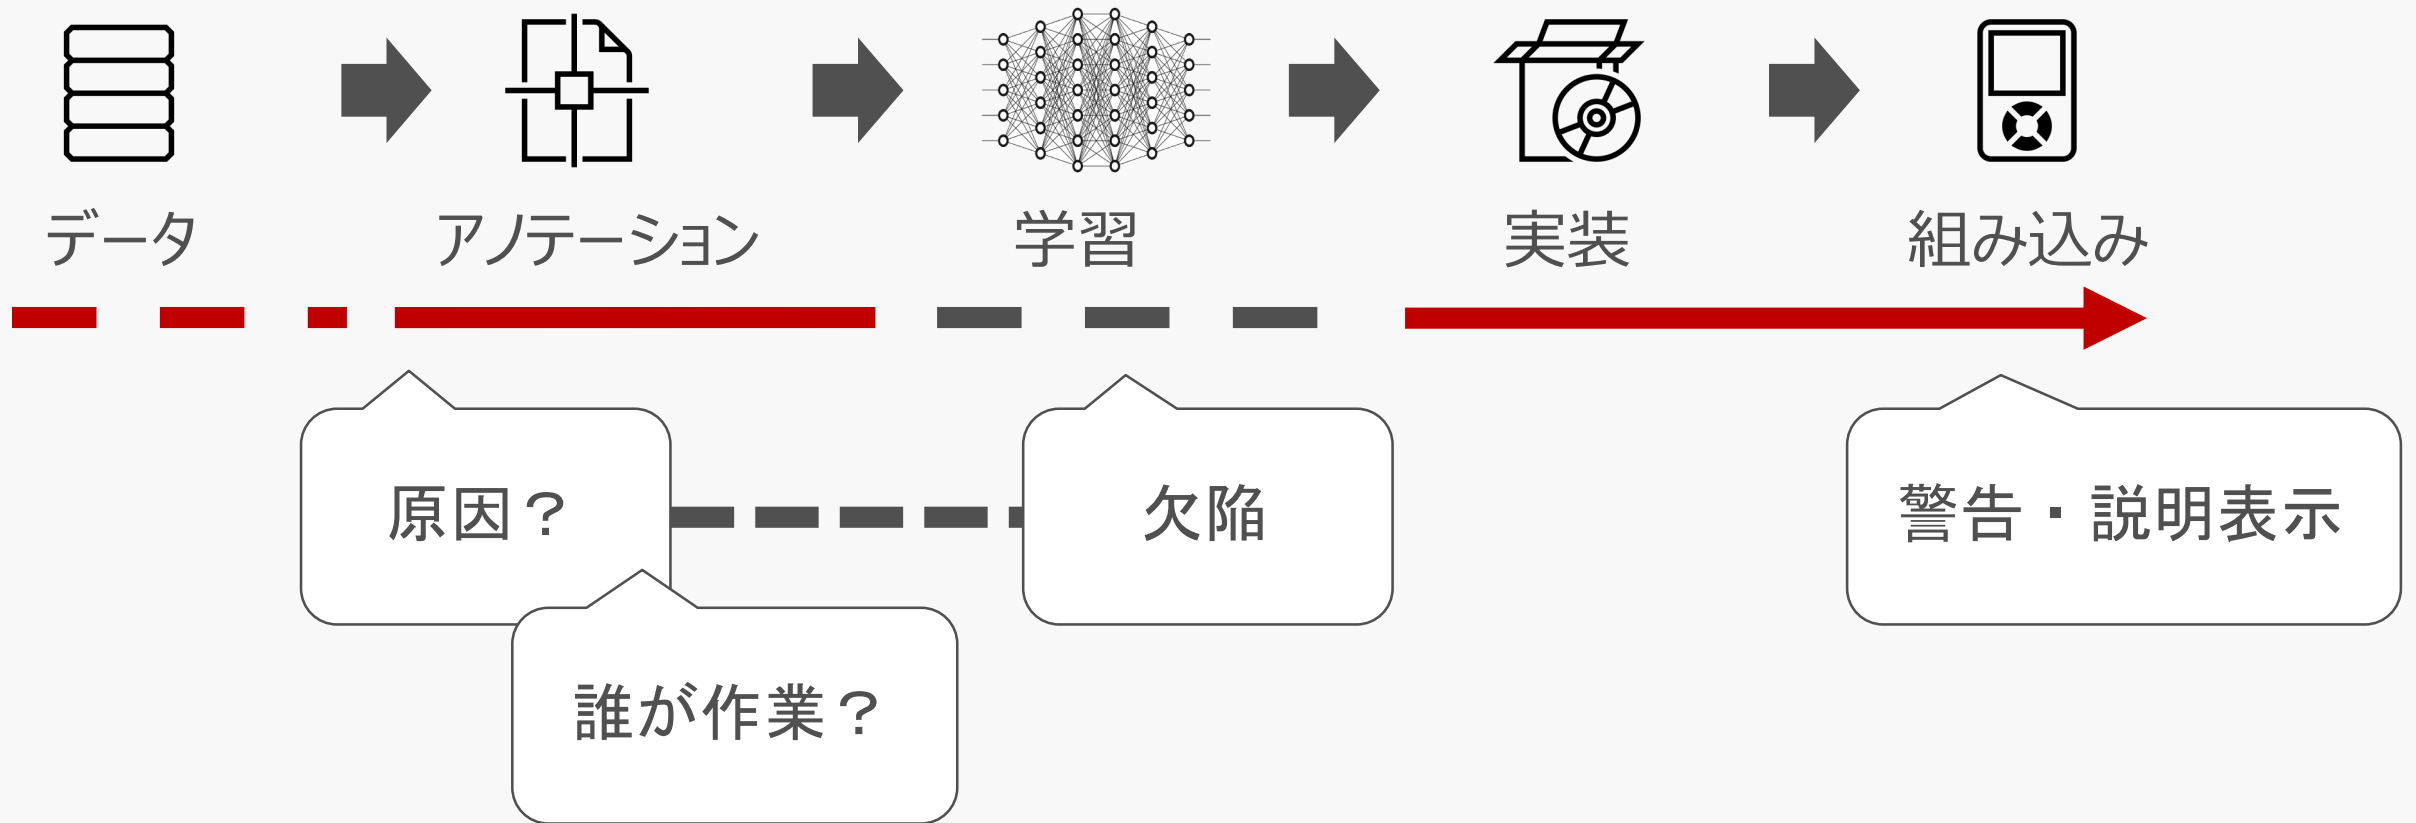 データ
アノテーション
学習
実装
組み込み
原因？
欠陥
警告・説明表示
誰が作業？